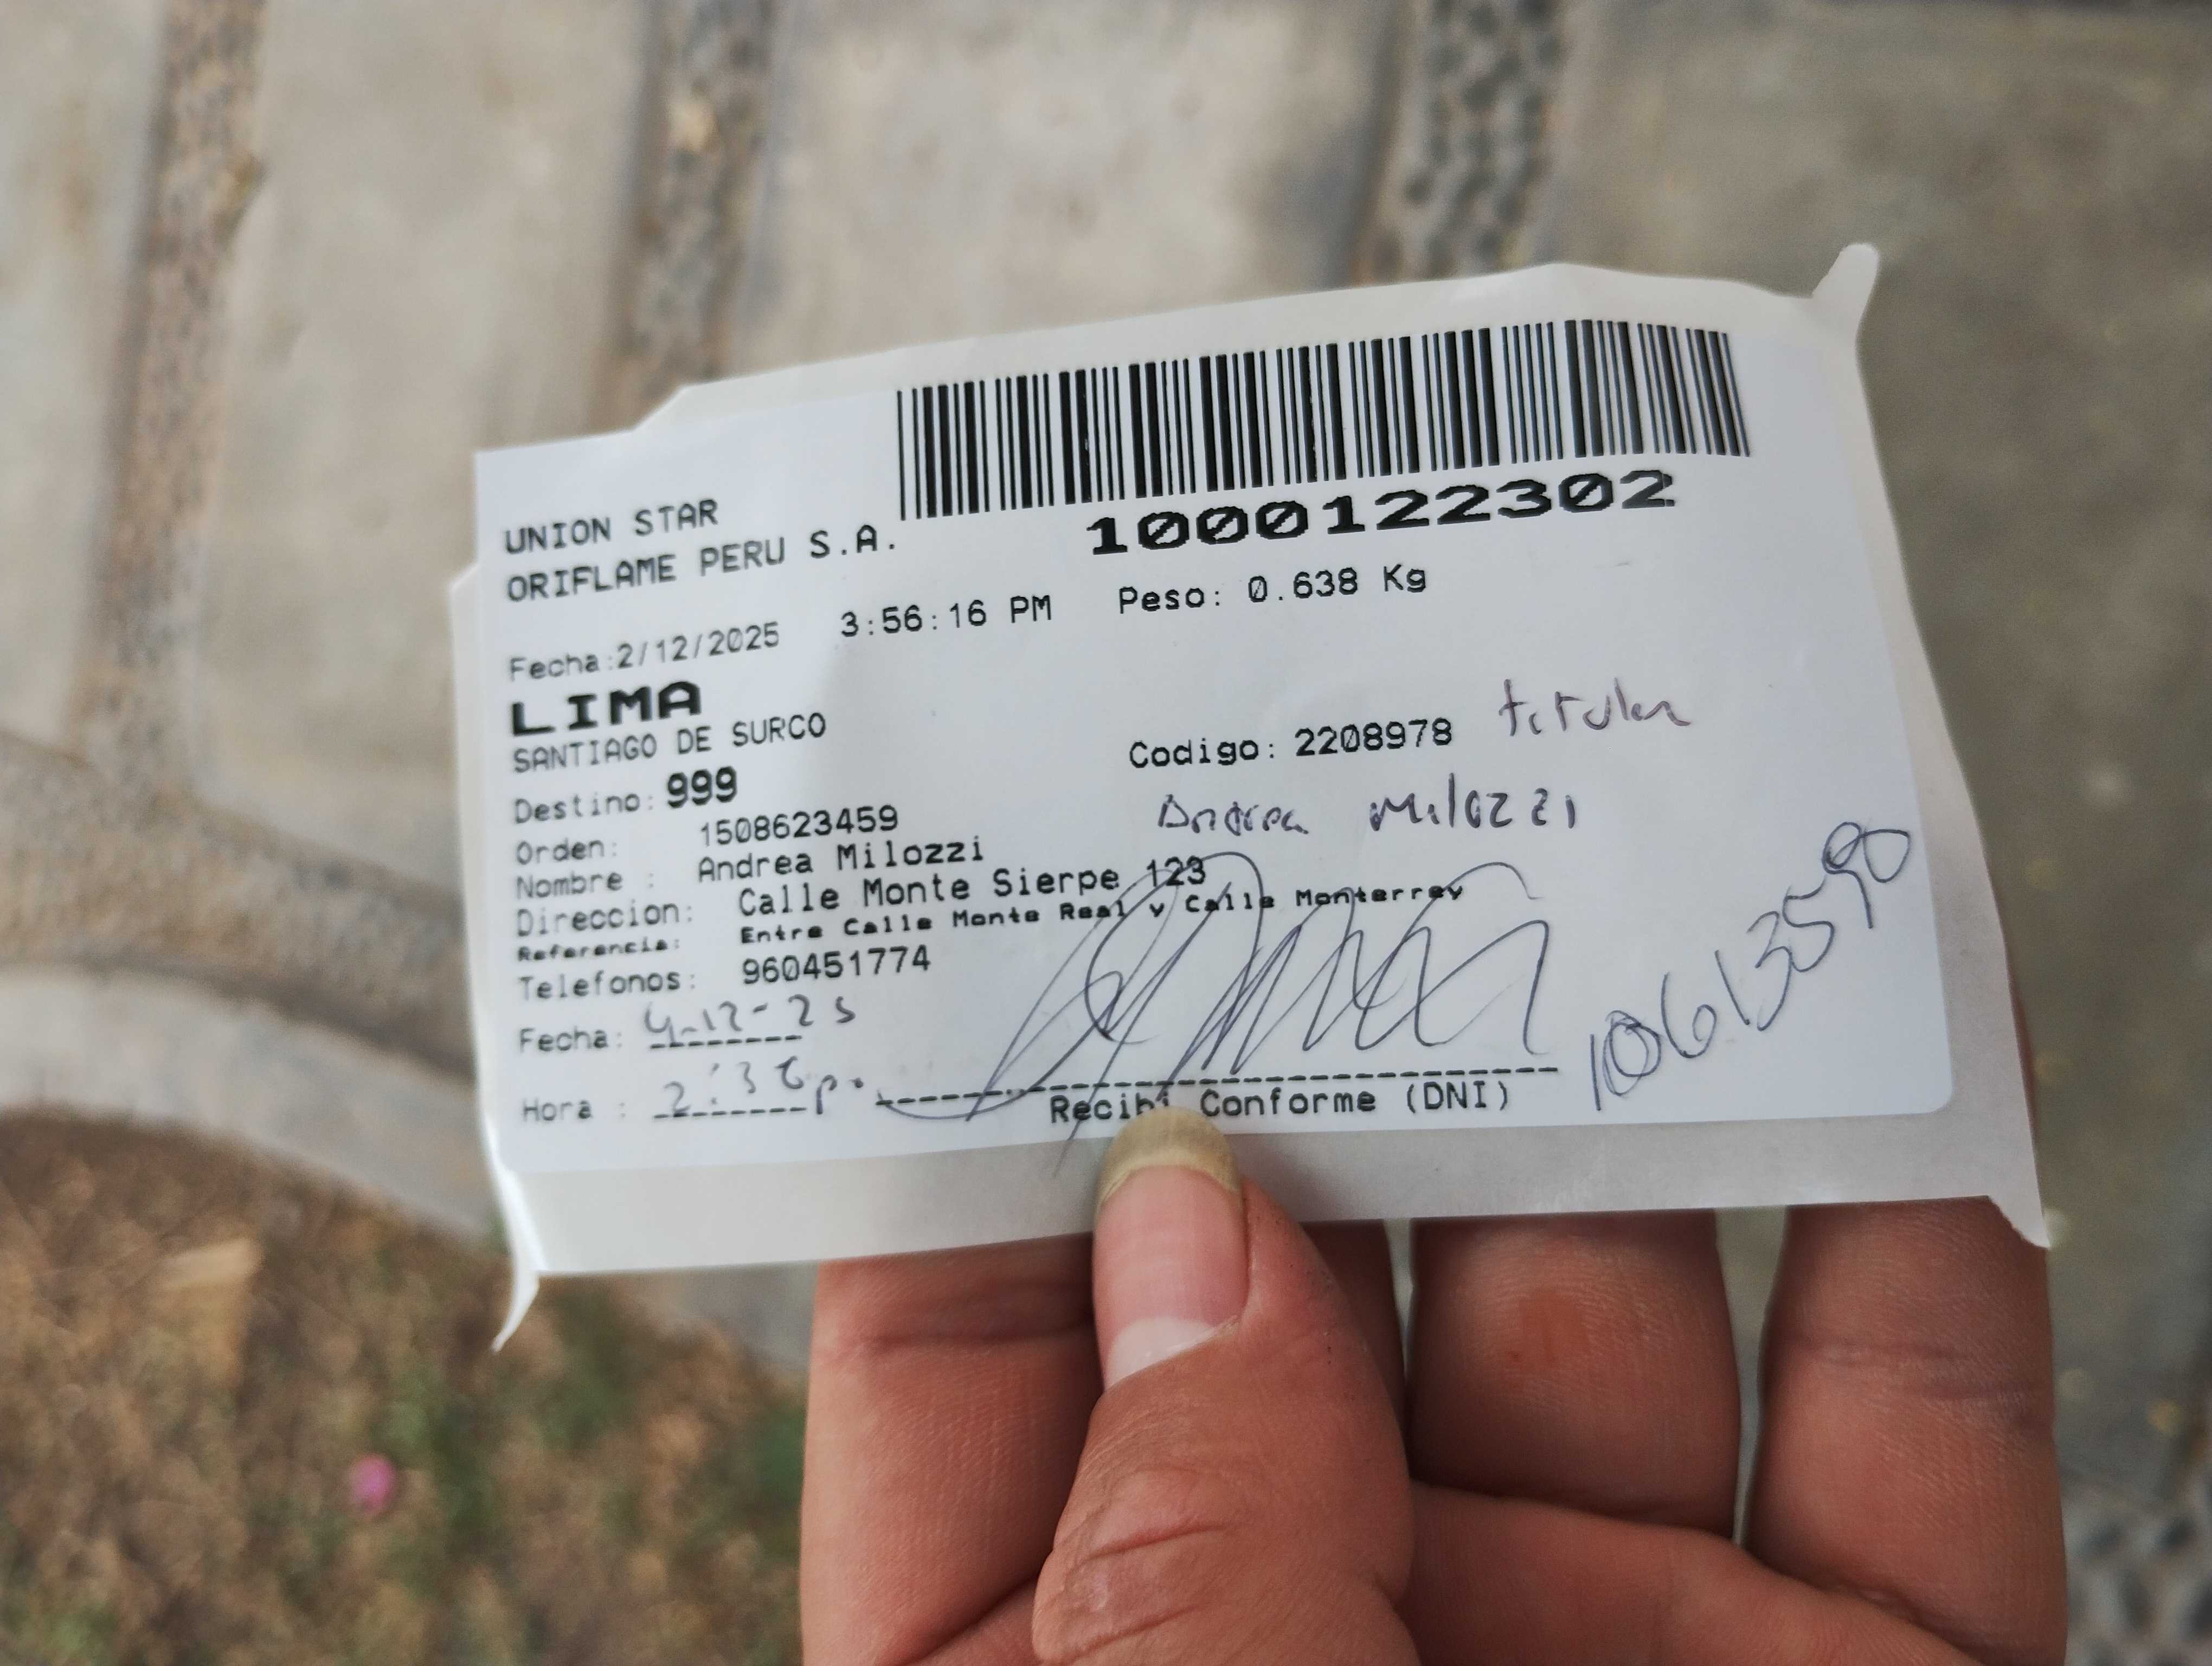 1000122302
UNION STAR
ORIFLAME PERU S.A.
Fecha:2/12/2025 3:56:16 PM Peso: 0.638 Kg
LIMA
SANTIAGO DE SURCO
Codigo: 2208978 titular
Destino: 999
Orden: 1508623459
Andrea Milozzi
Nombre : Andrea Milozzi
Direccion: Calle Monte Sierpe 123
Referencia: Entre Calle Monte Real y Calle Monterrey
Telefonos: 960451774
Fecha: 4-12-25
Hora : 2:36p.
Recibi Conforme (DNI)
10613590